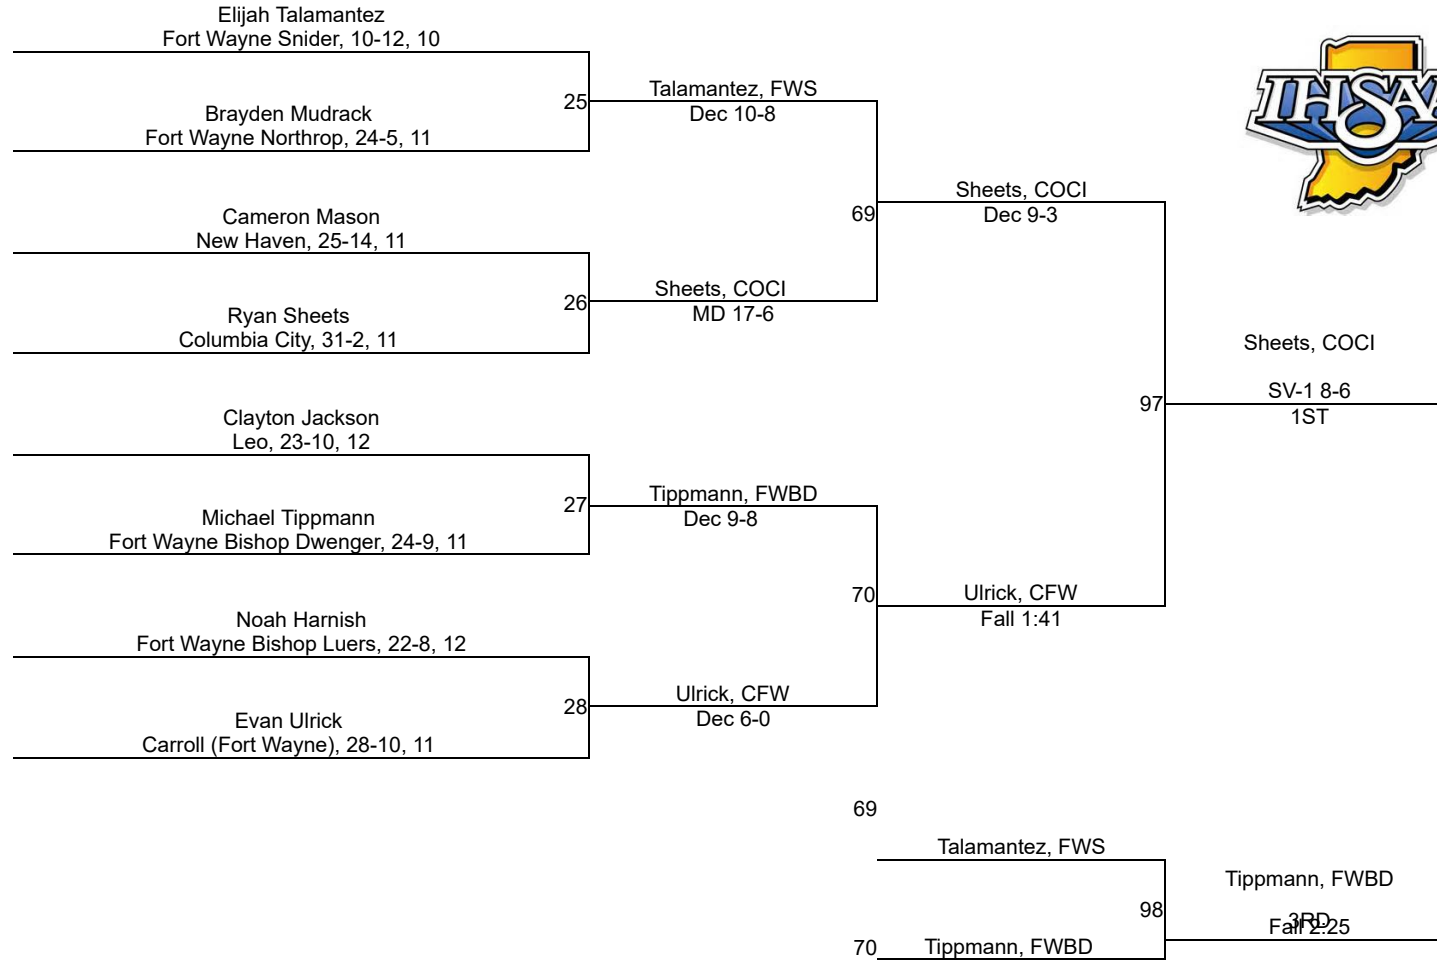 Elijah Talamantez
Fort Wayne Snider, 10-12, 10
25
Talamantez, FWS
Dec 10-8
Brayden Mudrack
Fort Wayne Northrop, 24-5, 11
69
Sheets, COCI
Dec 9-3
Cameron Mason
New Haven, 25-14, 11
26
Sheets, COCI
MD 17-6
Ryan Sheets
Columbia City, 31-2, 11
IHSAA
97
Sheets, COCI
SV-1 8-6
1ST
Clayton Jackson
Leo, 23-10, 12
27
Tippmann, FWBD
Dec 9-8
Michael Tippmann
Fort Wayne Bishop Dwenger, 24-9, 11
70
Ulrick, CFW
Fall 1:41
Noah Harnish
Fort Wayne Bishop Luers, 22-8, 12
28
Ulrick, CFW
Dec 6-0
Evan Ulrick
Carroll (Fort Wayne), 28-10, 11
69
Talamantez, FWS
98
Tippmann, FWBD
3RD
Fall 2:25
70
Tippmann, FWBD